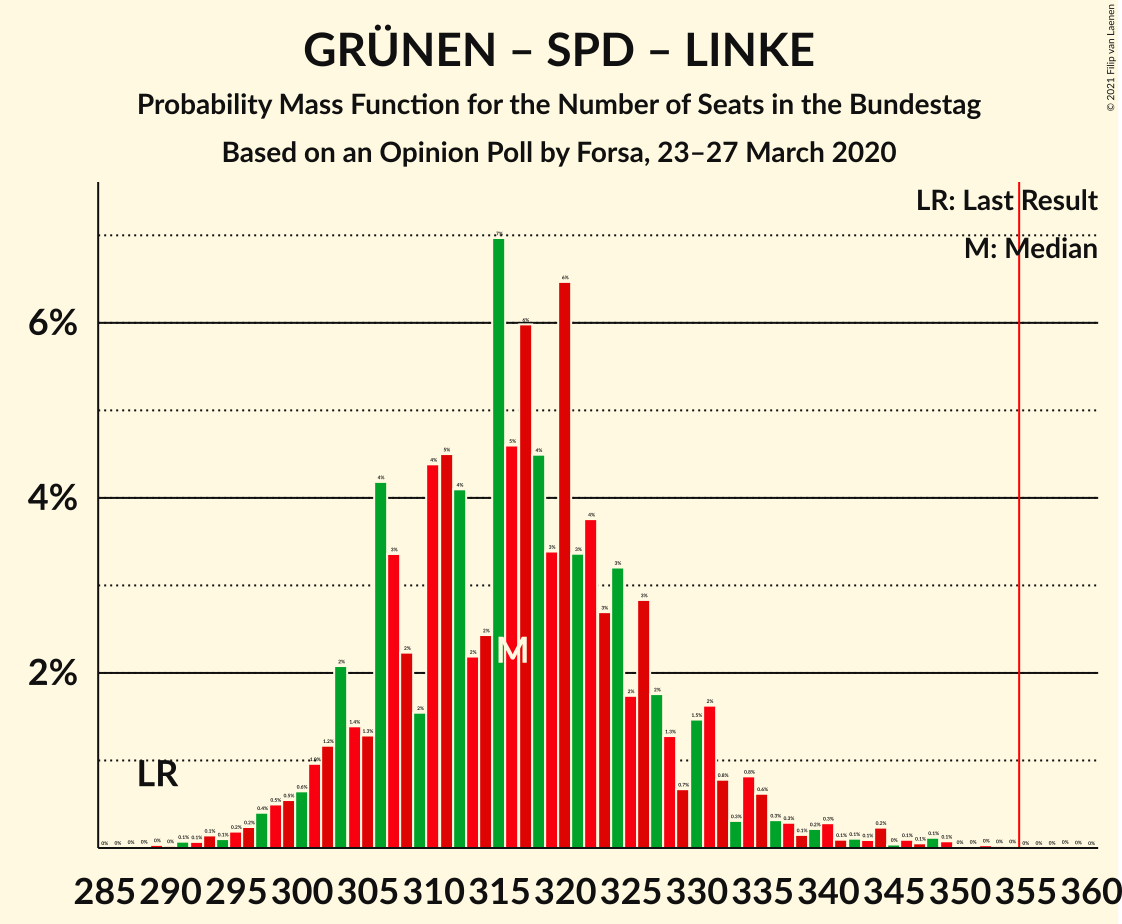 GRÜNEN – SPD – LINKE
Probability Mass Function for the Number of Seats in the Bundestag
Based on an Opinion Poll by Forsa, 23–27 March 2020
© 2021 Filip van Laenen
LR: Last Result
M: Median
6%
4%
2%
LR
M
285 290 295 300 305 310 315 320 325 330 335 340 345 350 355 360